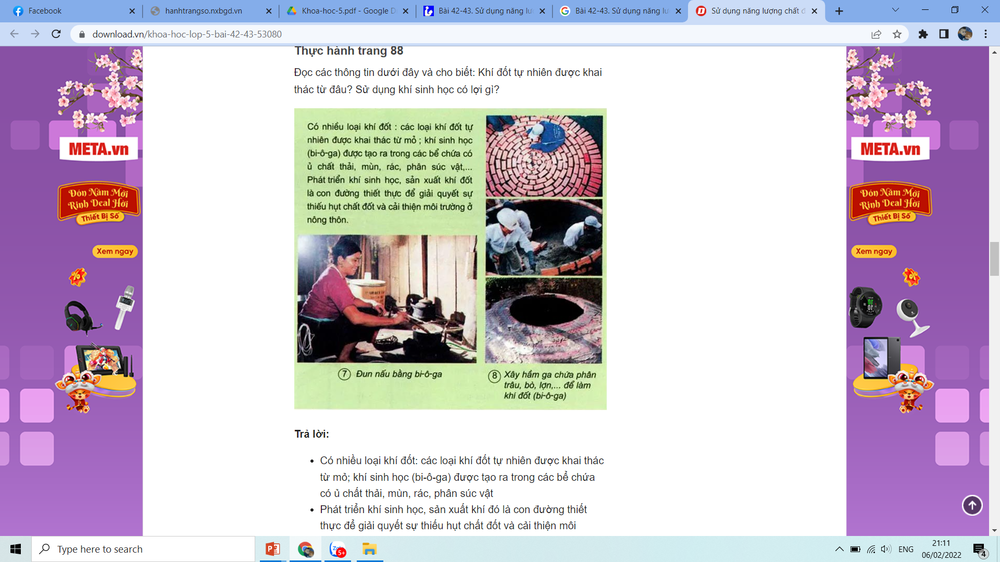 Facebook
hanhtrangso.nxbgd.vn
Khoa-hoc-5.pdf - Google D
Bài 42-43. Sử dụng năng lư
Bài 42-43. Sử dụng năng lư
Sử dụng năng lượng chất đ
download.vn/khoa-hoc-lop-5-bai-42-43-53080
Thực hành trang 88
Đọc các thông tin dưới đây và cho biết: Khí đốt tự nhiên được khai
thác từ đâu? Sử dụng khí sinh học có lợi gì?
Có nhiều loại khí đốt : các loại khí đốt tự
nhiên được khai thác từ mỏ ; khí sinh học
(bi-ô-ga) được tạo ra trong các bể chứa có
ủ chất thải, mùn, rác, phân súc vật,...
Phát triển khí sinh học, sản xuất khí đốt
là con đường thiết thực để giải quyết sự
thiếu hụt chất đốt và cải thiện môi trường ở
nông thôn.
7 Đun nấu bằng bi-ô-ga
8 Xây hầm ga chứa phân
trâu, bò, lợn,... để làm
khí đốt (bi-ô-ga)
Trả lời:
• Có nhiều loại khí đốt: các loại khí đốt tự nhiên được khai thác
từ mỏ; khí sinh học (bi-ô-ga) được tạo ra trong các bể chứa
có ủ chất thải, mùn, rác, phân súc vật
• Phát triển khí sinh học, sản xuất khí đó là con đường thiết
thực để giải quyết sự thiếu hụt chất đốt và cải thiện môi
META.vn
Đón Năm Mới
Rinh Deal Hời
Thiết Bị Số
Xem ngay
%
META.vn
Đón Năm Mới
Rinh Deal Hời
Thiết Bị Số
Xem ngay
%
Type here to search
5+
ENG
21:11
06/02/2022
4